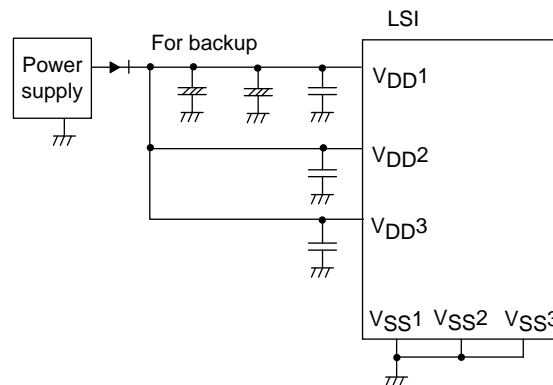 LSI
For backup
Power
supply
VDD1
VDD2
VDD3
VSS1 VSS2 VSS3